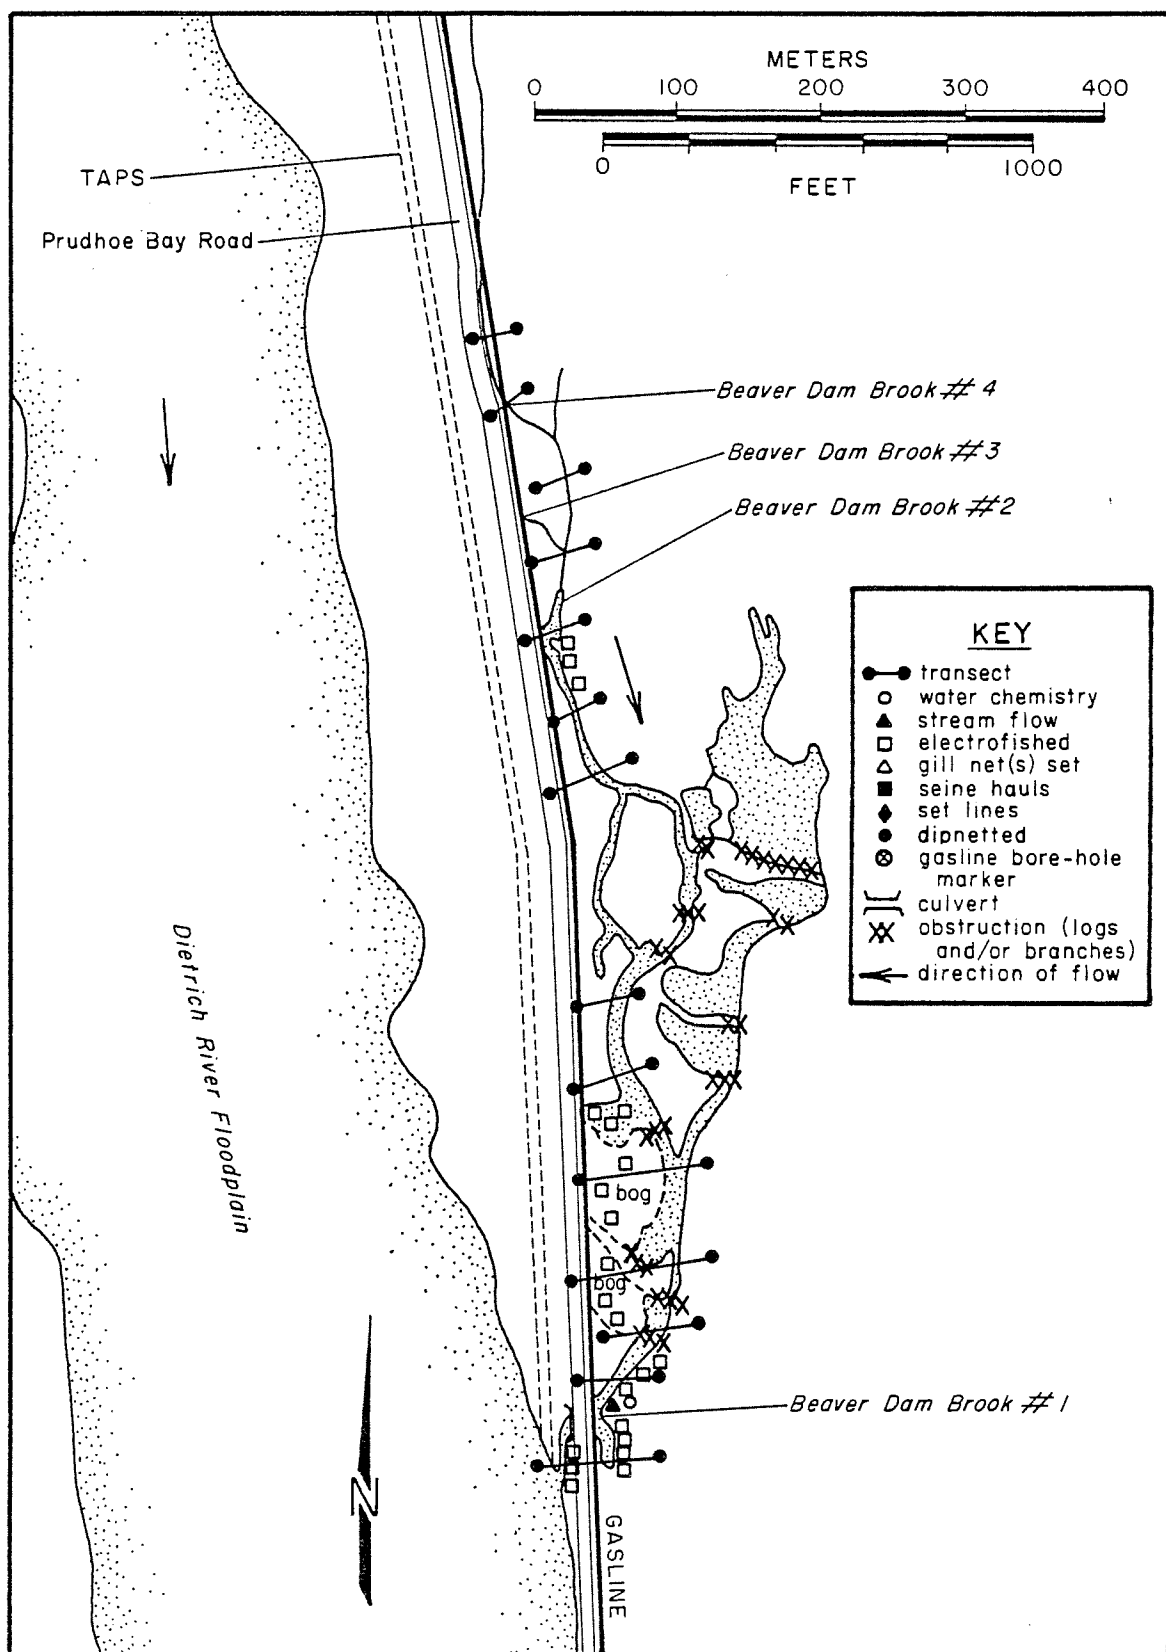 METERS
0 100 200 300 400
0 1000
FEET
TAPS
Prudhoe Bay Road
Beaver Dam Brook # 4
Beaver Dam Brook #3
Beaver Dam Brook #2
KEY
transect
water chemistry
stream flow
electrofished
gill net(s) set
seine hauls
set lines
dipnetted
gasline bore-hole
marker
culvert
obstruction (logs
and/or branches)
direction of flow
Dietrich River Floodplain
bog
bog
Beaver Dam Brook # 1
N
GASLINE